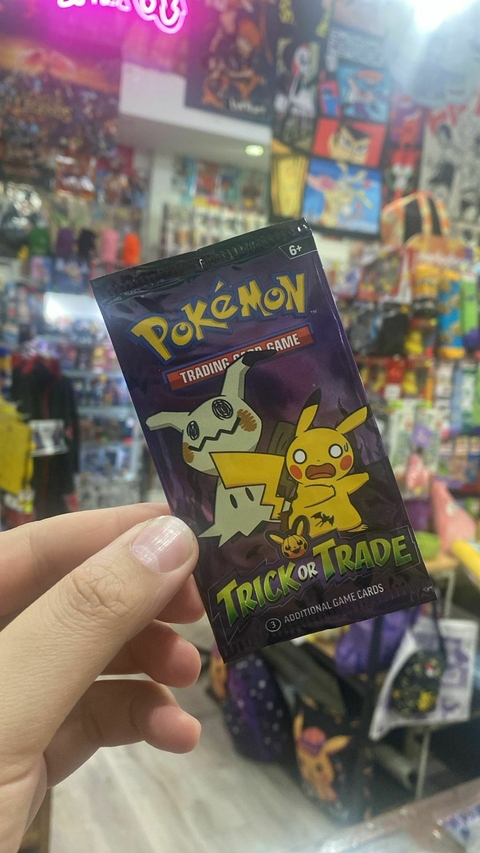 6+
POKéMON
TRADING CARD GAME
TRICK OR TRADE
3 ADDITIONAL GAME CARDS